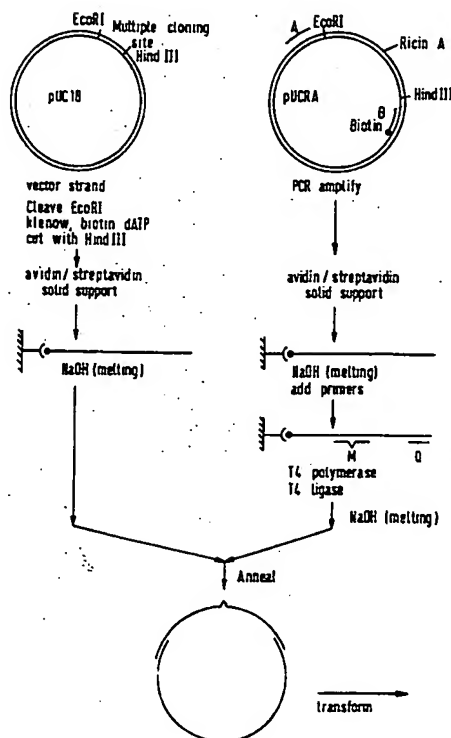 EcoRI
Multiple cloning
site
Hind III
pUC18
vector strand
Cleave EcoRI
klenow, biotin dATP
cut with Hind III
avidin/streptavidin
solid support
NaOH (melting)
A
EcoRI
Ricin A
pUCRA
Hind III
B
Biotin
PCR amplify
avidin/streptavidin
solid support
NaOH (melting)
add primers
M
Q
T4 polymerase
T4 ligase
NaOH (melting)
Anneal
transform